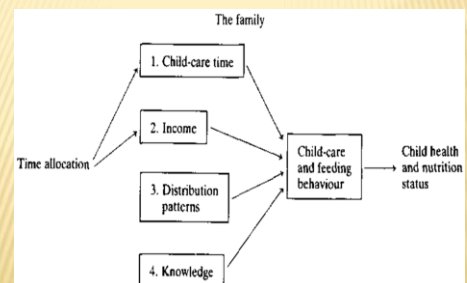 The family
1. Child-care time
2. Income
Time allocation
3. Distribution
patterns
4. Knowledge
Child-care
and feeding
behaviour
Child health
and nutrition
status